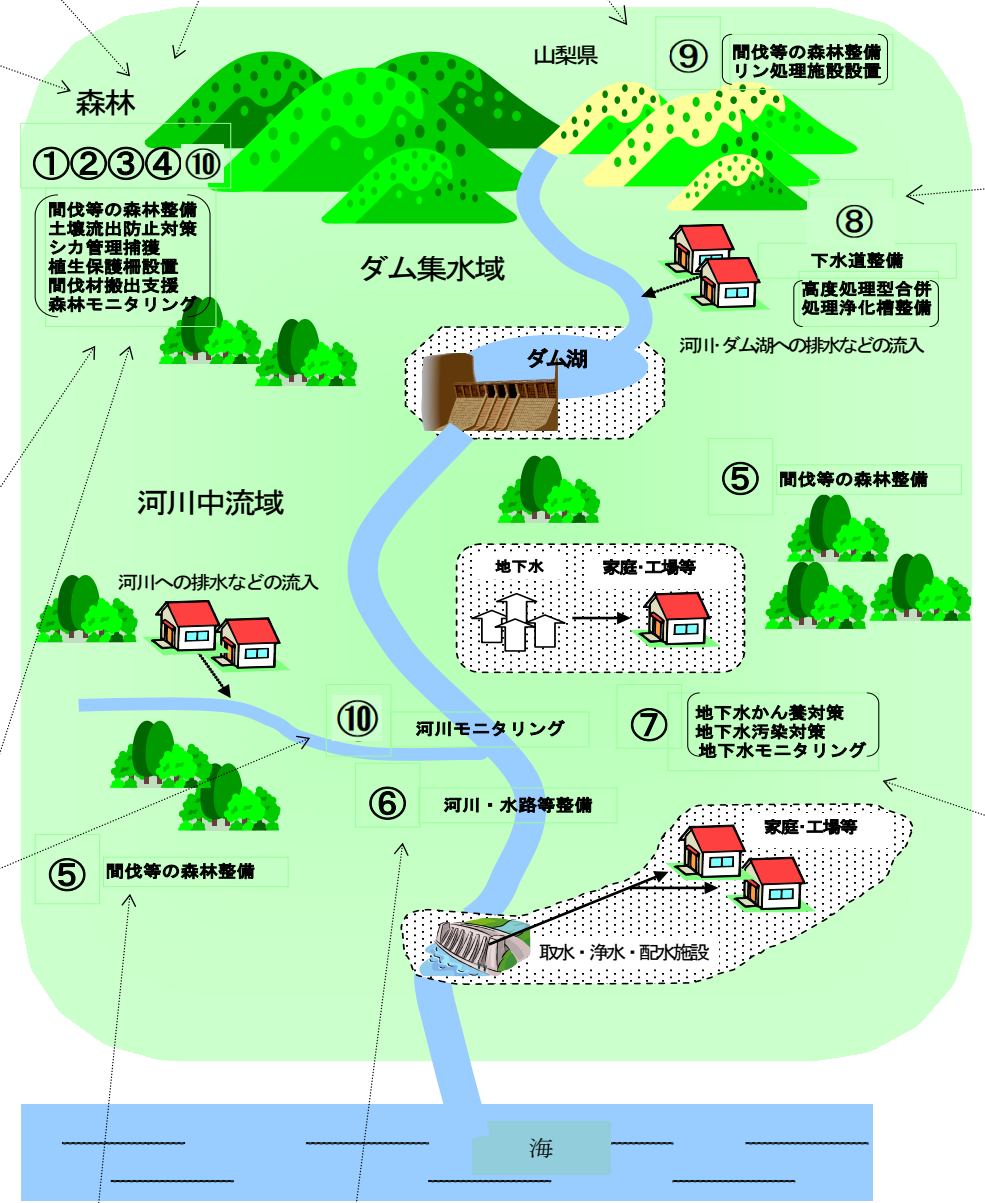 山梨県
⑨
間伐等の森林整備
リン処理施設設置
森林
①②③④⑩
間伐等の森林整備
土壌流出防止対策
シカ管理捕獲
植生保護柵設置
間伐材搬出支援
森林モニタリング
⑧
下水道整備
高度処理型合併
処理浄化槽整備
ダム集水域
河川・ダム湖への排水などの流入
ダム湖
⑤
間伐等の森林整備
河川中流域
地下水
家庭・工場等
河川への排水などの流入
⑩
河川モニタリング
⑦
地下水かん養対策
地下水汚染対策
地下水モニタリング
⑥
河川・水路等整備
家庭・工場等
⑤
間伐等の森林整備
取水・浄水・配水施設
海